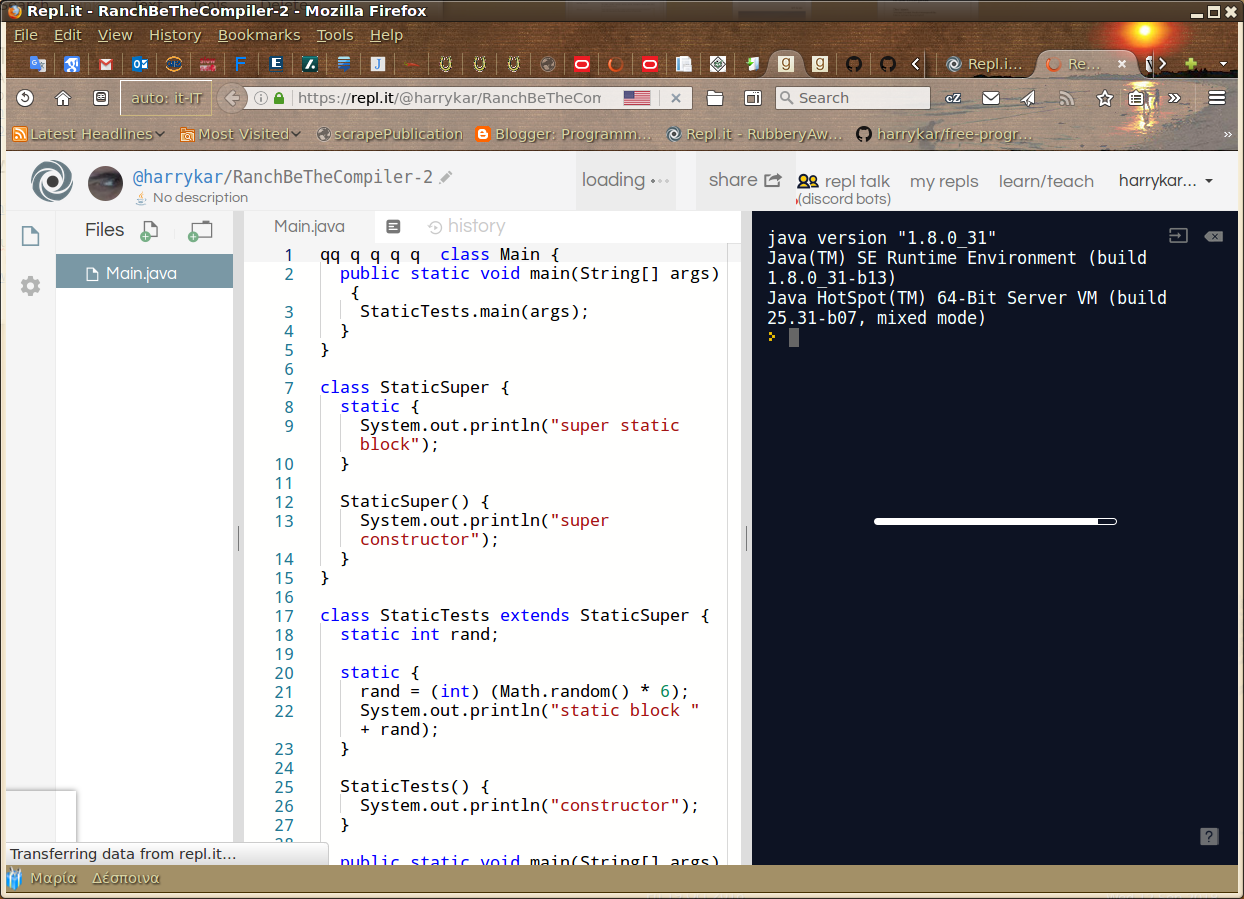 Repl.it - RanchBeTheCompiler-2 - Mozilla Firefox
File Edit View History Bookmarks Tools Help
Repl.i... Re...
auto: it-IT https://repl.it/@harrykar/RanchBeTheCom Search
Latest Headlines Most Visited scrapePublication Blogger: Programm... Repl.it - RubberyAw... harrykar/free-progr...
@harrykar/RanchBeTheCompiler-2
No description
loading ... share repl talk my repls learn/teach harrykar...
(discord bots)
Files
Main.java
Main.java history
1 qq q q q q class Main {
2 public static void main(String[] args)
{
3 StaticTests.main(args);
4 }
5 }
6
7 class StaticSuper {
8 static {
9 System.out.println("super static
block");
10 }
11
12 StaticSuper() {
13 System.out.println("super
constructor");
14 }
15 }
16
17 class StaticTests extends StaticSuper {
18 static int rand;
19
20 static {
21 rand = (int) (Math.random() * 6);
22 System.out.println("static block "
+ rand);
23 }
24
25 StaticTests() {
26 System.out.println("constructor");
27 }
28
public static void main(String[] args)
java version "1.8.0_31"
Java(TM) SE Runtime Environment (build
1.8.0_31-b13)
Java HotSpot(TM) 64-Bit Server VM (build
25.31-b07, mixed mode)
?
Transferring data from repl.it...
Μαρία Δέσποινα